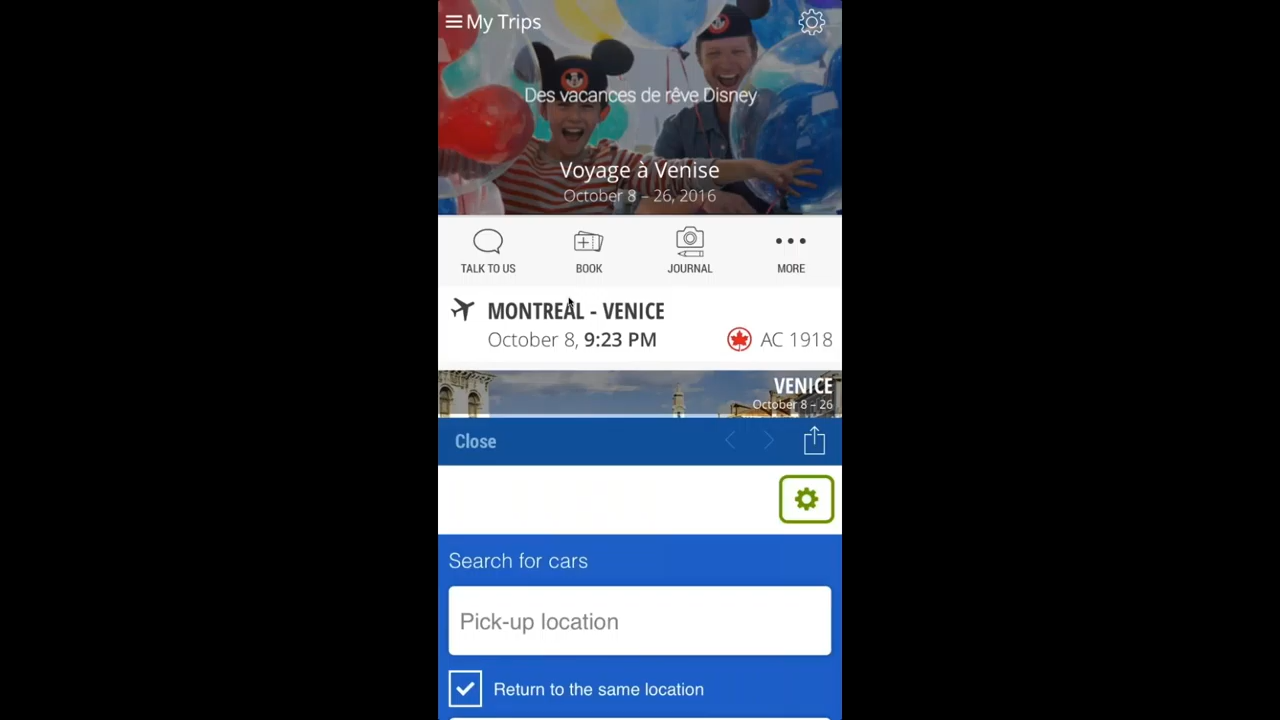 My Trips
Des vacances de rêve Disney
Voyage à Venise
October 8 – 26, 2016
TALK TO US
BOOK
JOURNAL
MORE
MONTREAL - VENICE
October 8, 9:23 PM
AC 1918
VENICE
October 8 – 26
Close
Search for cars
Pick-up location
Return to the same location